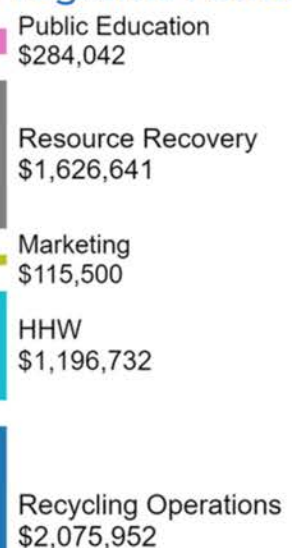 Public Education
$284,042
Resource Recovery
$1,626,641
Marketing
$115,500
HHW
$1,196,732
Recycling Operations
$2,075,952